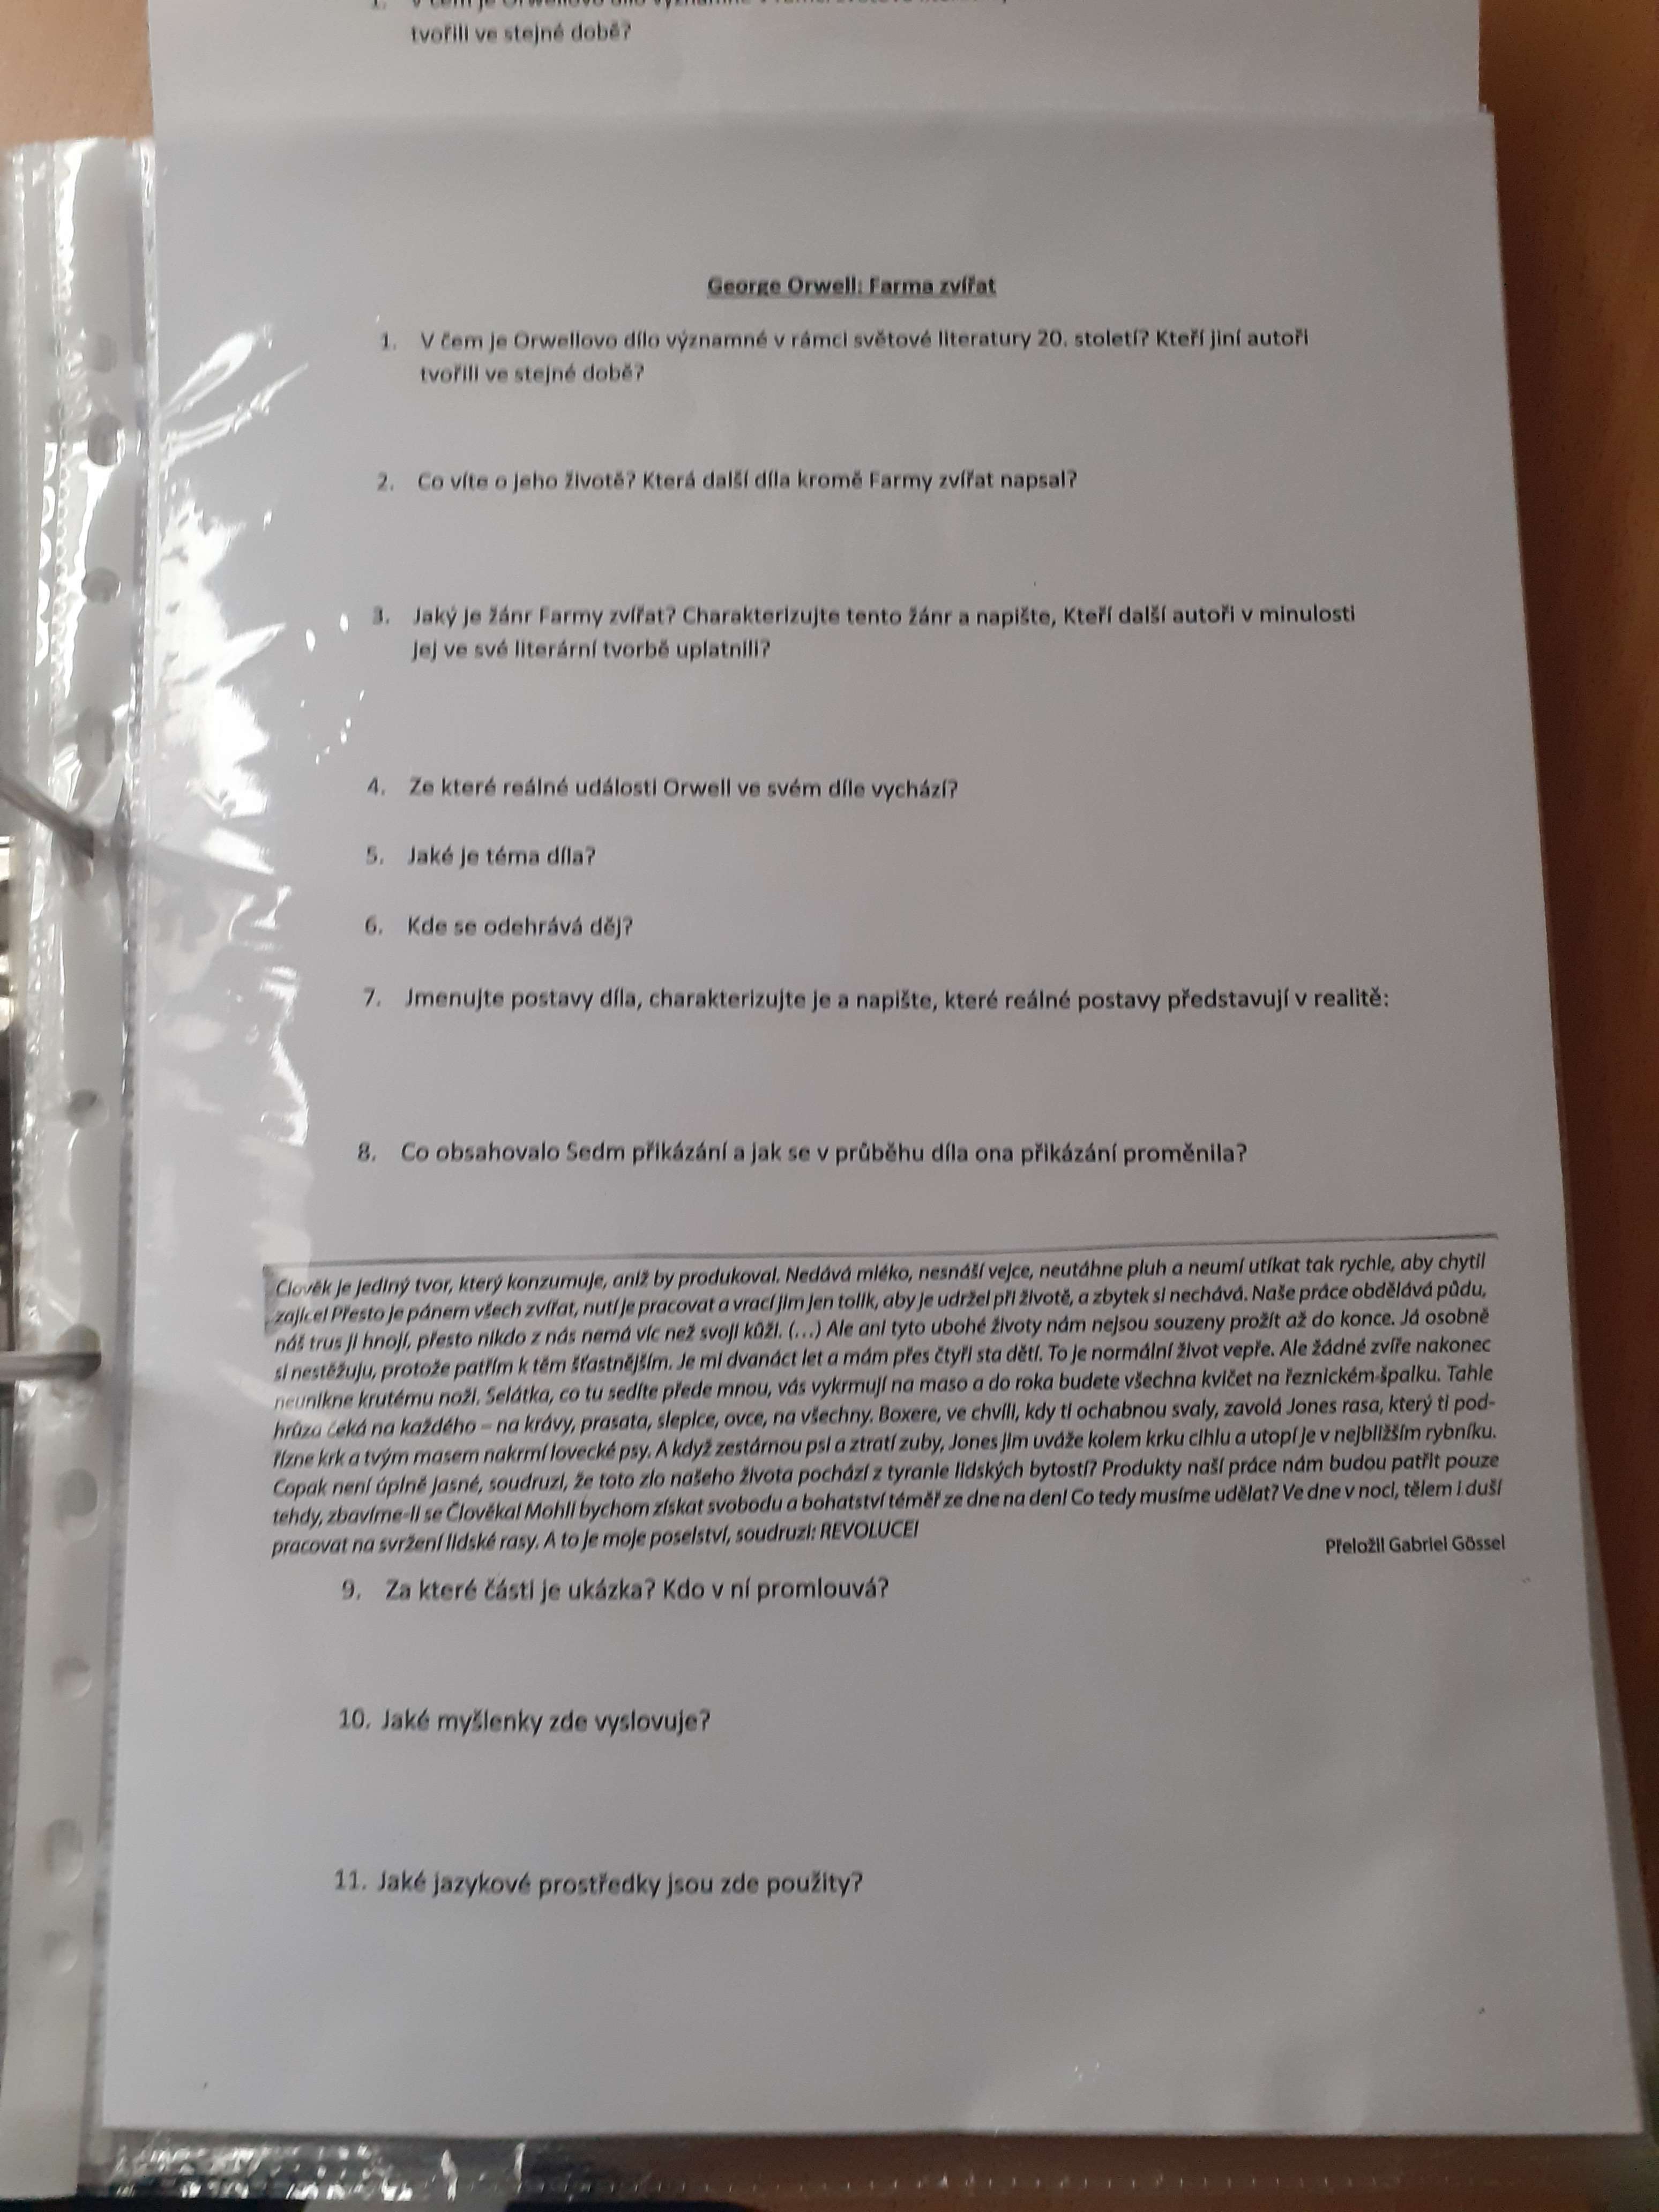 tvořili ve stejné době?
George Orwell: Farma zvířat
1. V čem je Orwellovo dílo významné v rámci světové literatury 20. století? Kteří jiní autoři
tvořili ve stejné době?
2. Co víte o jeho životě? Která další díla kromě Farmy zvířat napsal?
3. Jaký je žánr Farmy zvířat? Charakterizujte tento žánr a napište, Kteří další autoři v minulosti
jej ve své literární tvorbě uplatnili?
4. Ze které reálné události Orwell ve svém díle vychází?
5. Jaké je téma díla?
6. Kde se odehrává děj?
7. Jmenujte postavy díla, charakterizujte je a napište, které reálné postavy představují v realitě:
8. Co obsahovalo Sedm přikázání a jak se v průběhu díla ona přikázání proměnila?
Člověk je jediný tvor, který konzumuje, aniž by produkoval. Nedává mléko, nesnáší vejce, neutáhne pluh a neumí utíkat tak rychle, aby chytil
zajíce! Přesto je pánem všech zvířat, nutí je pracovat a vrací jim jen tolik, aby je udržel při životě, a zbytek si nechává. Naše práce obdělává půdu,
náš trus ji hnojí, přesto nikdo z nás nemá víc než svoji kůži. (…) Ale ani tyto ubohé životy nám nejsou souzeny prožít až do konce. Já osobně
si nestěžuju, protože patřím k těm šťastnějším. Je mi dvanáct let a mám přes čtyři sta dětí. To je normální život vepře. Ale žádné zvíře nakonec
neunikne krutému noži. Selátka, co tu sedíte přede mnou, vás vykrmují na maso a do roka budete všechna kvičet na řeznickém špalku. Tahle
hrůza čeká na každého – na krávy, prasata, slepice, ovce, na všechny. Boxere, ve chvíli, kdy ti ochabnou svaly, zavolá Jones rasa, který ti pod-
řízne krk a tvým masem nakrmí lovecké psy. A když zestárnou psi a ztratí zuby, Jones jim uváže kolem krku cihlu a utopí je v nejbližším rybníku.
Copak není úplně jasné, soudruzi, že toto zlo našeho života pochází z tyranie lidských bytostí? Produkty naší práce nám budou patřit pouze
tehdy, zbavíme-li se Člověka! Mohli bychom získat svobodu a bohatství téměř ze dne na den! Co tedy musíme udělat? Ve dne v noci, tělem i duší
pracovat na svržení lidské rasy. A to je moje poselství, soudruzi: REVOLUCE!
Přeložil Gabriel Gössel
9. Za které části je ukázka? Kdo v ní promlouvá?
10. Jaké myšlenky zde vyslovuje?
11. Jaké jazykové prostředky jsou zde použity?